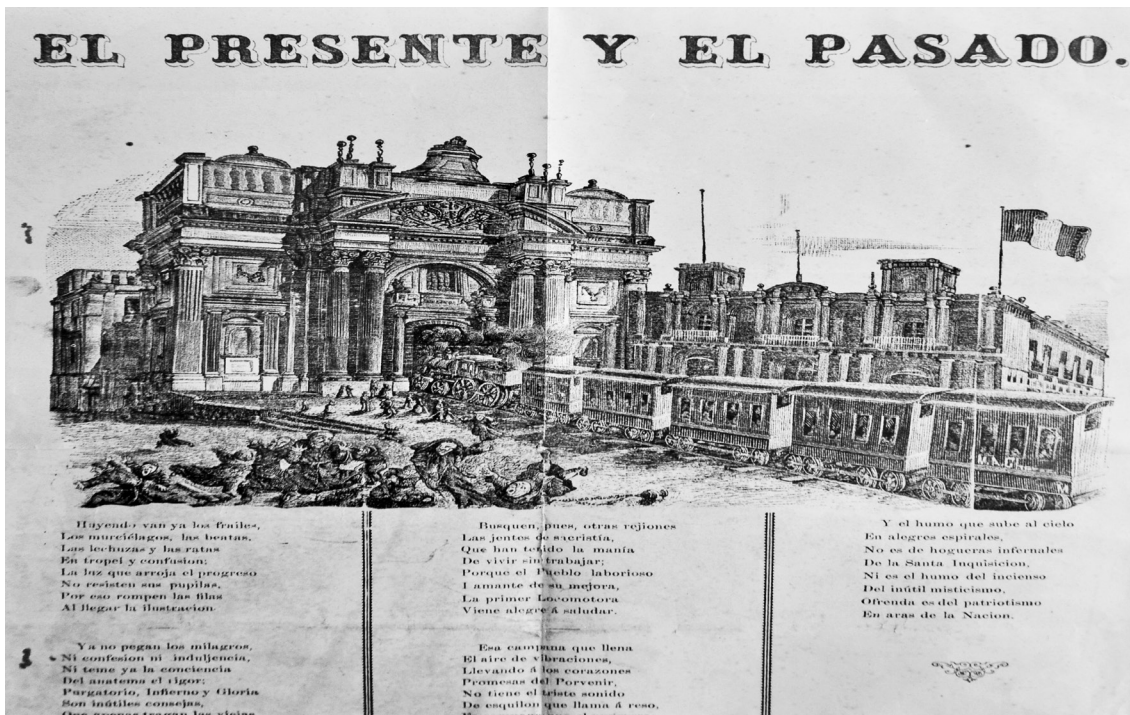 EL PRESENTE Y EL PASADO.
Huyendo van ya los frailes,
Los murciélagos, las beatas,
Las lechuzas y las ratas
En tropel y confusion;
La luz que arroja el progreso
No resisten sus pupilas,
Por eso rompen las filas
Al llegar la ilustracion
Ya no pegan los milagros,
Ni confesion ni induljencia,
Ni teme ya la conciencia
Del anatema el rigor;
Purgatorio, Infierno y Gloria
Son inútiles consejas,
Que apenas tragan las viejas
Busquen, pues, otras rejiones
Las jentes de sacristía,
Que han tenido la manía
De vivir sin trabajar;
Porque el Pueblo laborioso
I amante de su mejora,
La primer Locomotora
Viene alegre á saludar.
Esa campana que llena
El aire de vibraciones,
Llevando á los corazones
Promesas del Porvenir,
No tiene el triste sonido
De esquilon que llama á reso,
Y el humo que sube al cielo
En alegres espirales,
No es de hogueras infernales
De la Santa Inquisicion,
Ni es el humo del incienso
Del inútil misticismo,
Ofrenda es del patriotismo
En aras de la Nacion.